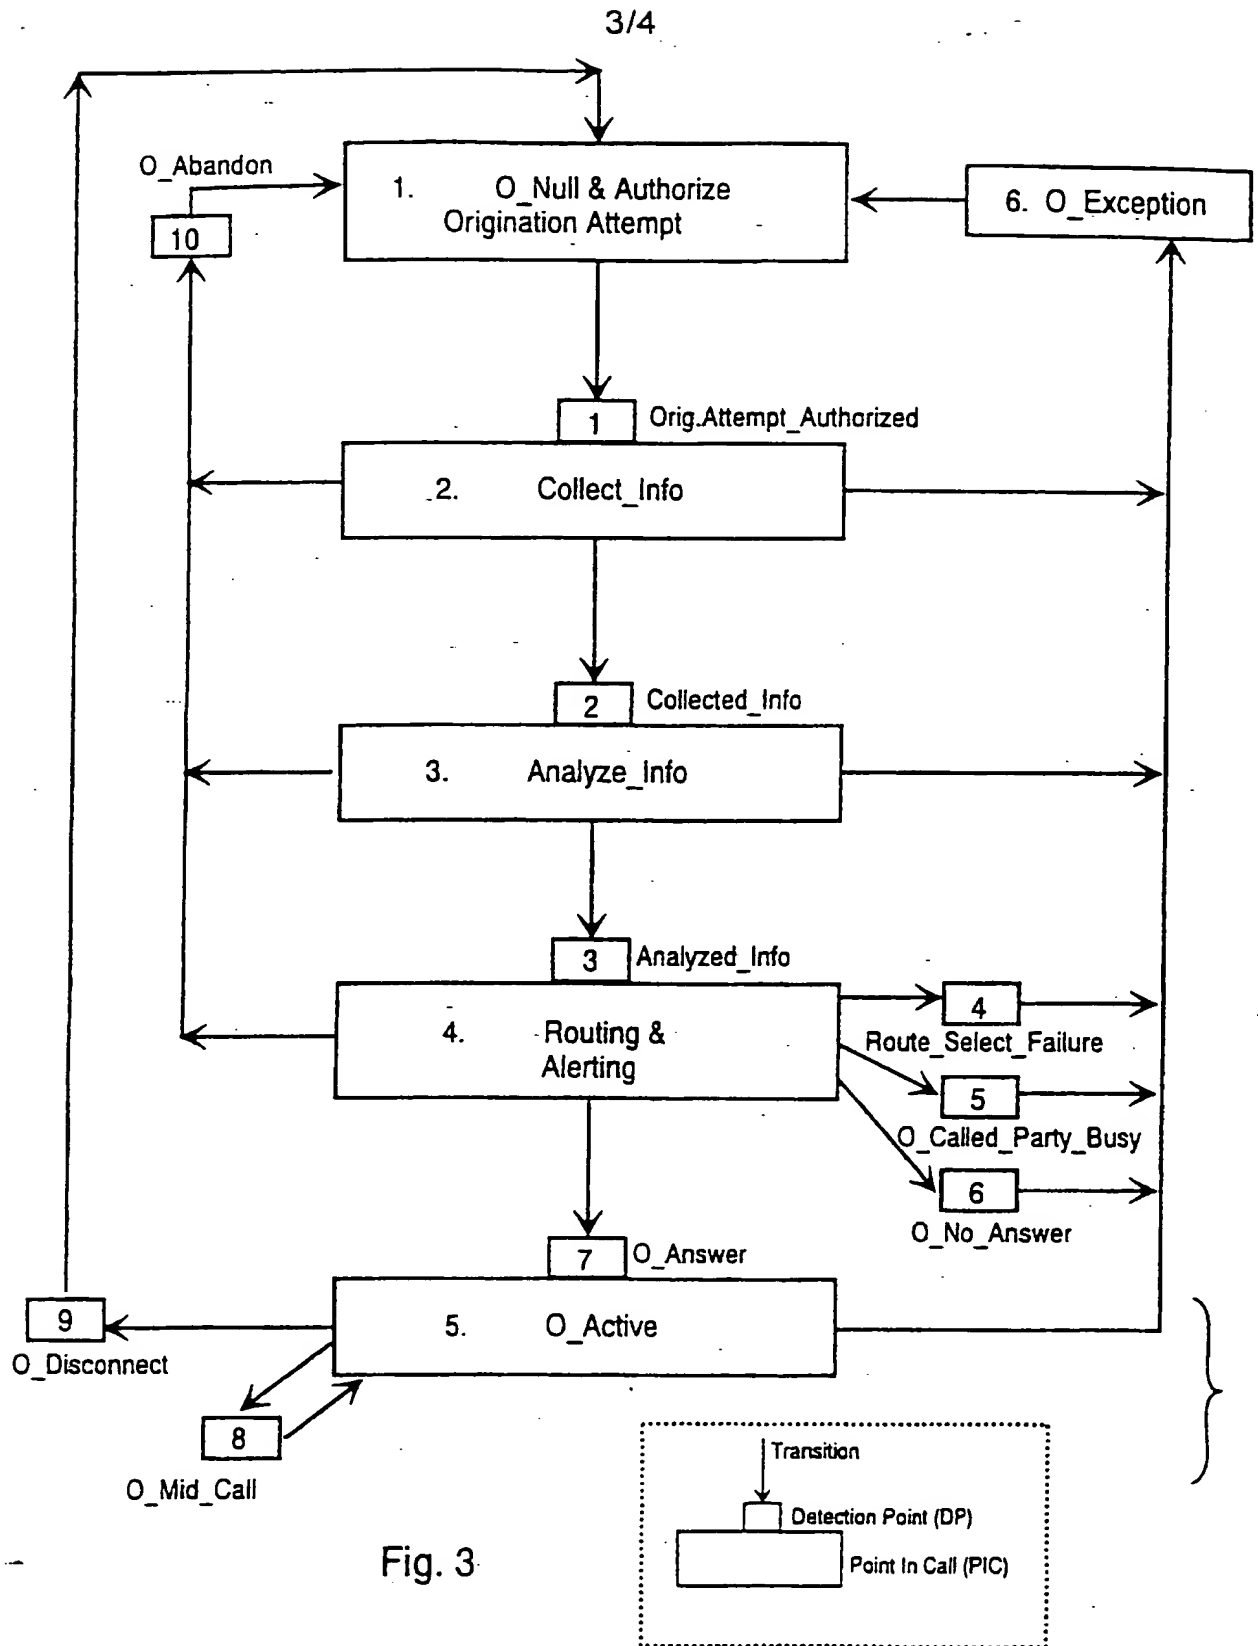 3/4
O_Abandon
10
1. O_Null & Authorize
Origination Attempt
6. O_Exception
1
Orig.Attempt_Authorized
2. Collect_Info
2
Collected_Info
3. Analyze_Info
3
Analyzed_Info
4. Routing &
Alerting
4
Route_Select_Failure
5
O_Called_Party_Busy
6
O_No_Answer
7
O_Answer
5. O_Active
9
O_Disconnect
8
O_Mid_Call
Transition
Detection Point (DP)
Point In Call (PIC)
Fig. 3